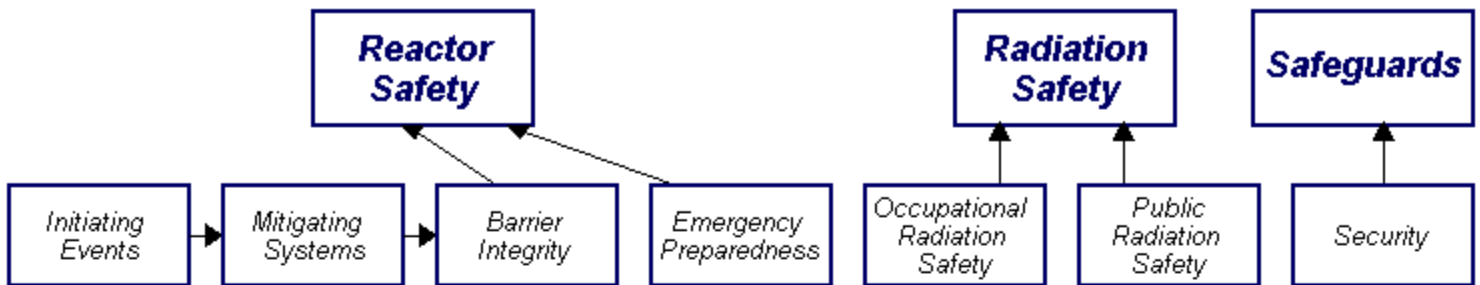 Reactor
Safety
Radiation
Safety
Safeguards
Initiating
Events
Mitigating
Systems
Barrier
Integrity
Emergency
Preparedness
Occupational
Radiation
Safety
Public
Radiation
Safety
Security